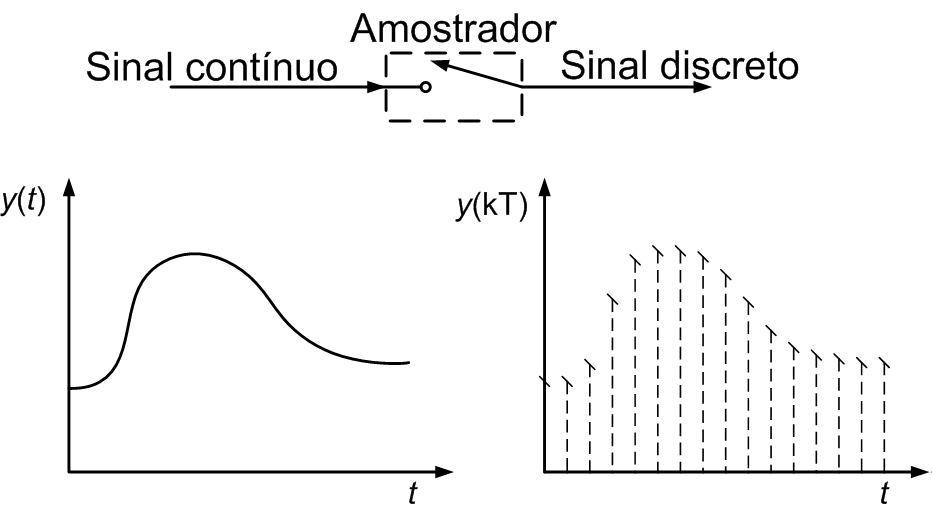 Amostrador
Sinal contínuo
Sinal discreto
y(t)
t
y(kT)
t